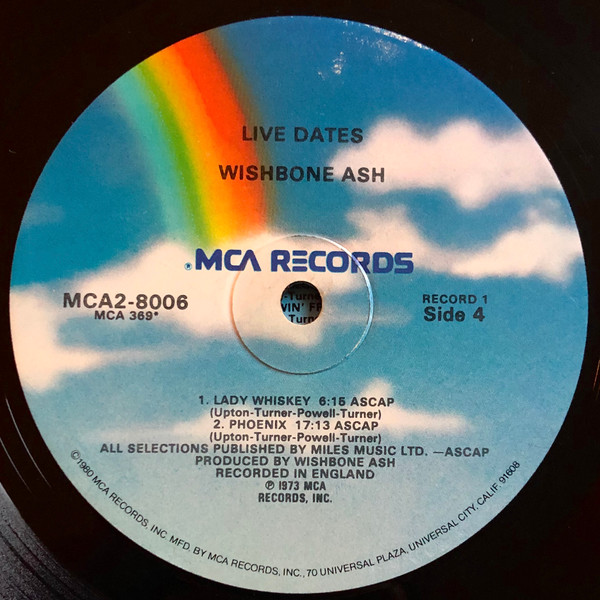 LIVE DATES
WISHBONE ASH
®MCA RECORDS
MCA2-8006
MCA 369*
RECORD 1
Side 4
1. LADY WHISKEY 6:15 ASCAP
(Upton-Turner-Powell-Turner)
2. PHOENIX 17:13 ASCAP
(Upton-Turner-Powell-Turner)
ALL SELECTIONS PUBLISHED BY MILES MUSIC LTD. —ASCAP
PRODUCED BY WISHBONE ASH
RECORDED IN ENGLAND
℗ 1973 MCA
RECORDS, INC.
©1980 MCA RECORDS, INC. MFD. BY MCA RECORDS, INC., 70 UNIVERSAL PLAZA, UNIVERSAL CITY, CALIF. 91608